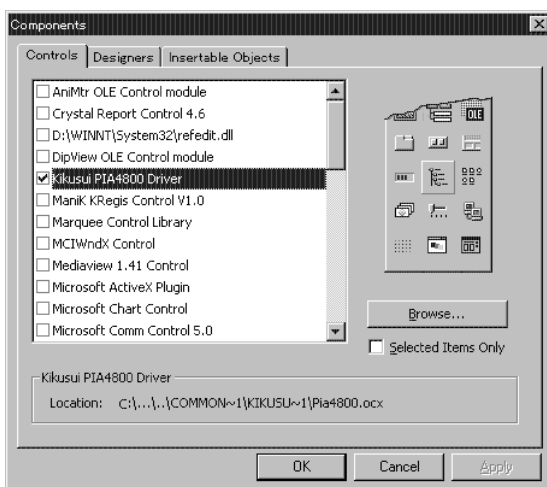 Components
Controls
Designers
Insertable Objects
AniMtr OLE Control module
Crystal Report Control 4.6
D:\WINNT\System32\refedit.dll
DipView OLE Control module
Kikusui PIA4800 Driver
ManiK KRegis Control V1.0
Marquee Control Library
MCIWndX Control
Mediaview 1.41 Control
Microsoft ActiveX Plugin
Microsoft Chart Control
Microsoft Comm Control 5.0
OLE
Browse...
Selected Items Only
Kikusui PIA4800 Driver
Location: C:\...\..\COMMON~1\KIKUSU~1\Pia4800.ocx
OK
Cancel
Apply